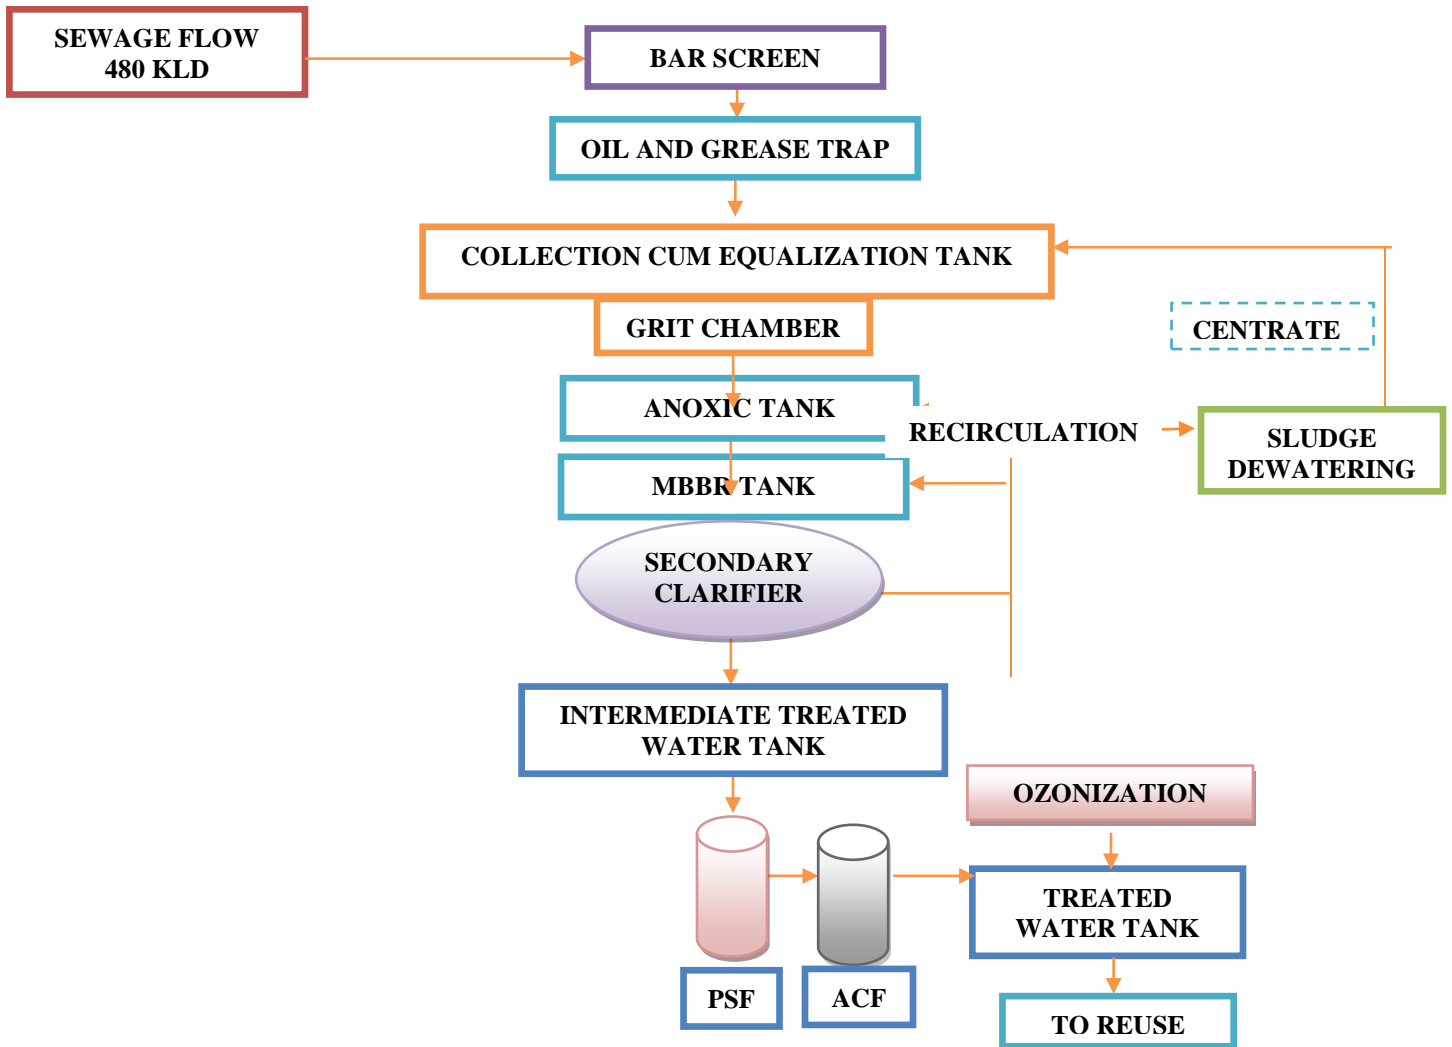 SEWAGE FLOW
480 KLD
BAR SCREEN
OIL AND GREASE TRAP
COLLECTION CUM EQUALIZATION TANK
GRIT CHAMBER
CENTRATE
ANOXIC TANK
RECIRCULATION
SLUDGE
DEWATERING
MBBR TANK
SECONDARY
CLARIFIER
INTERMEDIATE TREATED
WATER TANK
OZONIZATION
TREATED
WATER TANK
PSF
ACF
TO REUSE